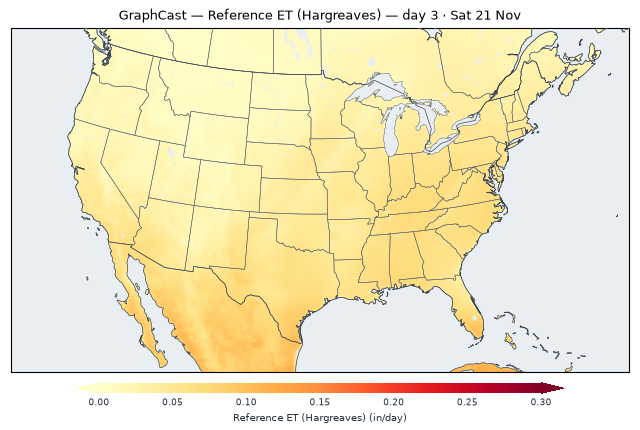 GraphCast — Reference ET (Hargreaves) — day 3 · Sat 21 Nov
0.00 0.05 0.10 0.15 0.20 0.25 0.30
Reference ET (Hargreaves) (in/day)